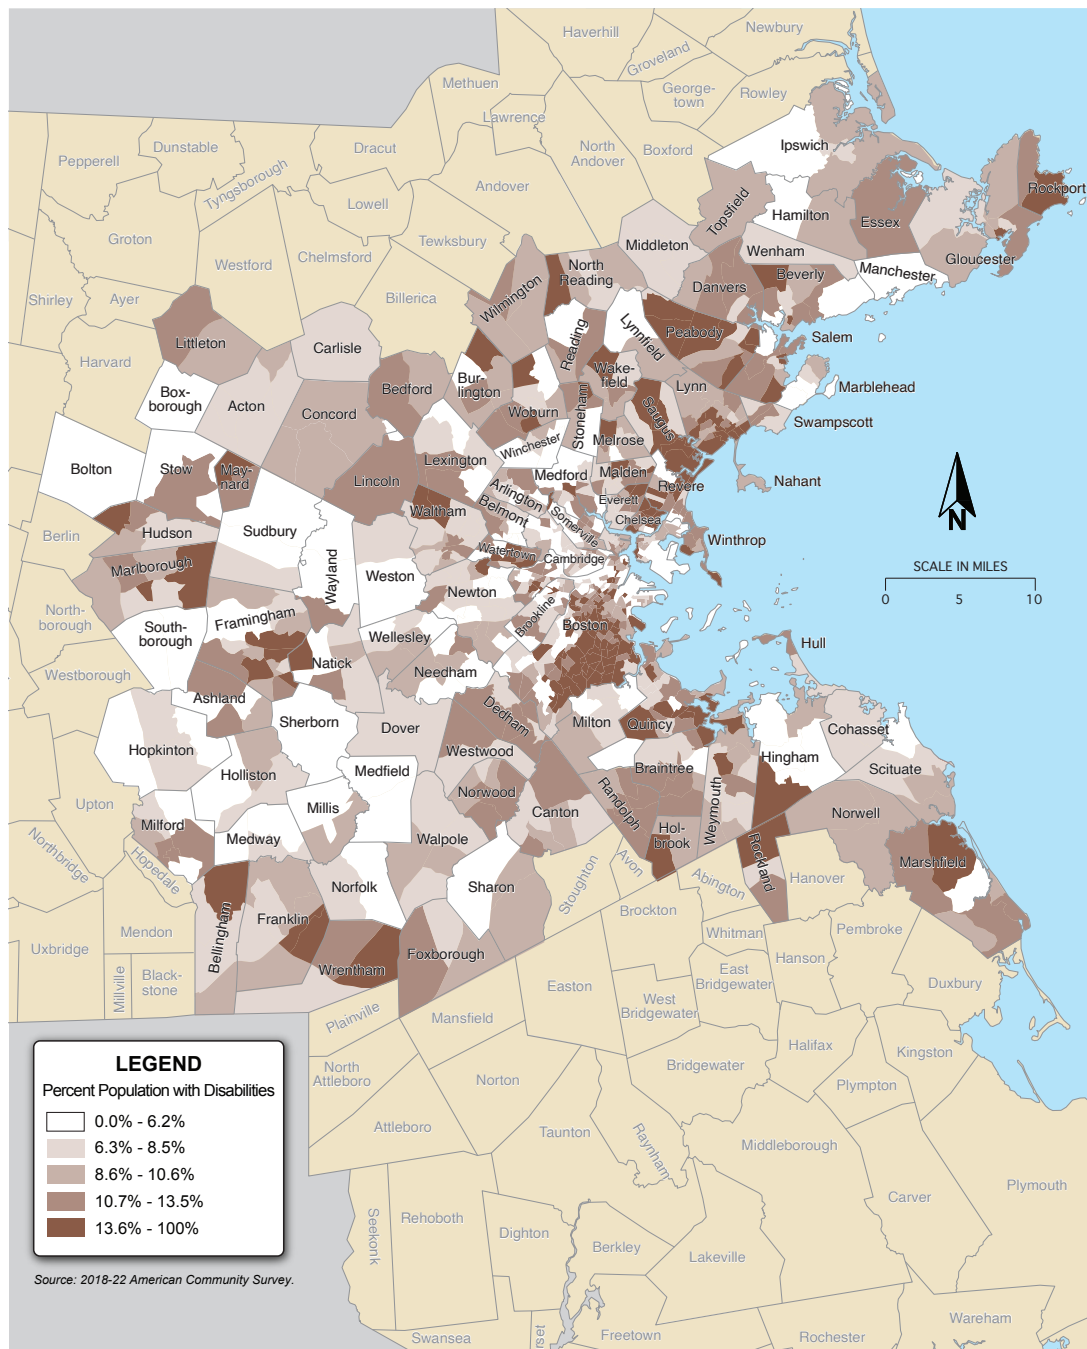 Haverhill
Newbury
Groveland
Methuen
George-
town
Rowley
Lawrence
Pepperell
Dunstable
Dracut
North
Andover
Boxford
Ipswich
Tyngsborough
Andover
Rockport
Lowell
Topsfield
Hamilton
Essex
Groton
Tewksbury
Middleton
Wenham
Gloucester
Westford
Chelmsford
North
Reading
Beverly
Manchester
Shirley
Ayer
Billerica
Wilmington
Danvers
Littleton
Carlisle
Reading
Lynnfield
Peabody
Salem
Harvard
Box-
borough
Acton
Bedford
Bur-
lington
Wake-
field
Lynn
Marblehead
Concord
Woburn
Stoneham
Saugus
Swampscott
Winchester
Melrose
Bolton
Stow
May-
nard
Lincoln
Lexington
Medford
Malden
Revere
Nahant
Arlington
Everett
Waltham
Belmont
Somerville
Chelsea
Berlin
Hudson
Sudbury
Watertown
Cambridge
Winthrop
N
SCALE IN MILES
0
5
10
Marlborough
Wayland
Weston
Newton
Brookline
Boston
North-
borough
South-
borough
Framingham
Wellesley
Hull
Natick
Needham
Westborough
Ashland
Sherborn
Dover
Dedham
Milton
Quincy
Cohasset
Hopkinton
Westwood
Hingham
Scituate
Holliston
Medfield
Braintree
Upton
Millis
Norwood
Randolph
Weymouth
Norwell
Milford
Medway
Walpole
Canton
Hol-
brook
Northbridge
Hopedale
Rockland
Marshfield
Norfolk
Sharon
Stoughton
Avon
Abington
Hanover
Mendon
Bellingham
Franklin
Brockton
Whitman
Pembroke
Uxbridge
Millville
Black-
stone
Wrentham
Foxborough
East
Bridgewater
Hanson
Duxbury
Easton
West
Bridgewater
Plainville
Mansfield
Halifax
Kingston
North
Attleboro
Norton
Bridgewater
Plympton
Attleboro
Taunton
Raynham
Middleborough
Carver
Plymouth
Seekonk
Rehoboth
Dighton
Berkley
Lakeville
Swansea
Freetown
Rochester
Wareham
LEGEND
Percent Population with Disabilities
0.0% - 6.2%
6.3% - 8.5%
8.6% - 10.6%
10.7% - 13.5%
13.6% - 100%
Source: 2018-22 American Community Survey.